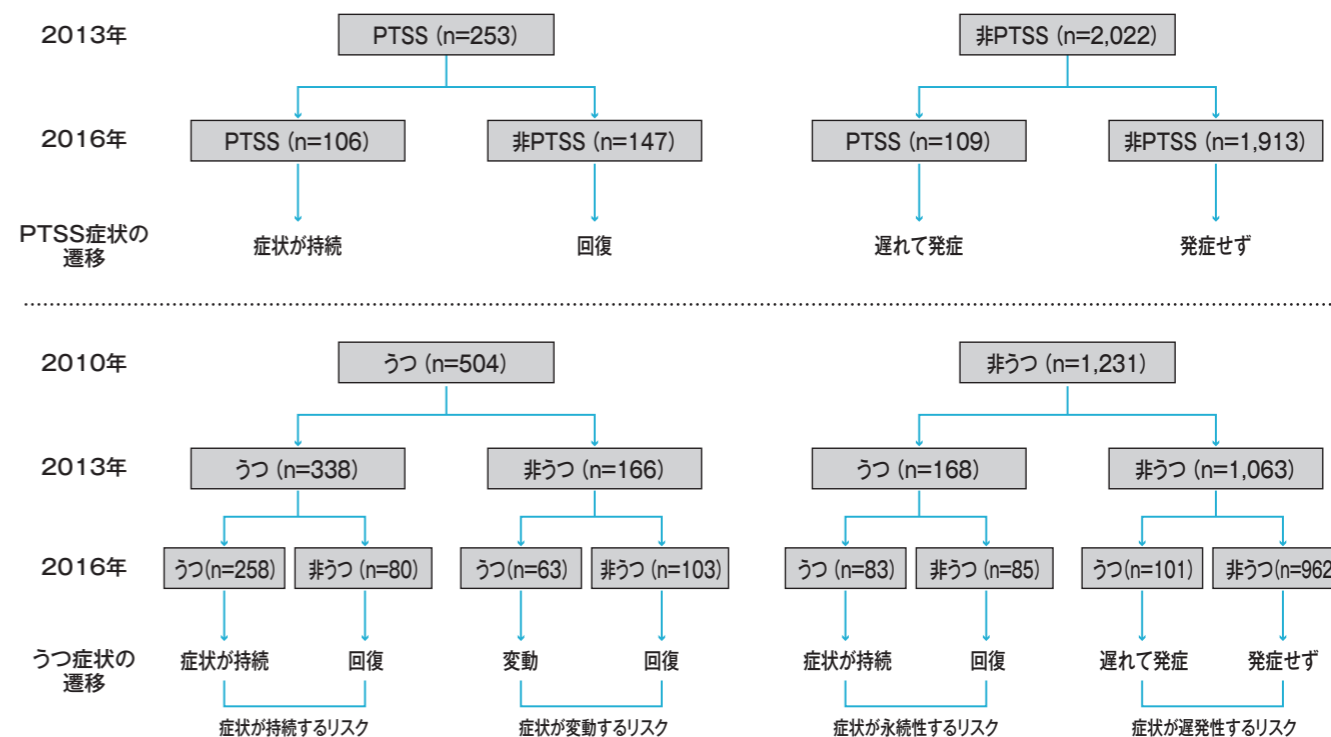 2013年
PTSS (n=253)
非PTSS (n=2,022)
2016年
PTSS (n=106)
非PTSS (n=147)
PTSS (n=109)
非PTSS (n=1,913)
PTSS症状の
遷移
症状が持続
回復
遅れて発症
発症せず
2010年
うつ (n=504)
非うつ (n=1,231)
2013年
うつ (n=338)
非うつ (n=166)
うつ (n=168)
非うつ (n=1,063)
2016年
うつ(n=258)
非うつ (n=80)
うつ(n=63)
非うつ (n=103)
うつ (n=83)
非うつ (n=85)
うつ(n=101)
非うつ(n=962
うつ症状の
遷移
症状が持続
回復
変動
回復
症状が持続
回復
遅れて発症
発症せず
症状が持続するリスク
症状が変動するリスク
症状が永続性するリスク
症状が遅発性するリスク